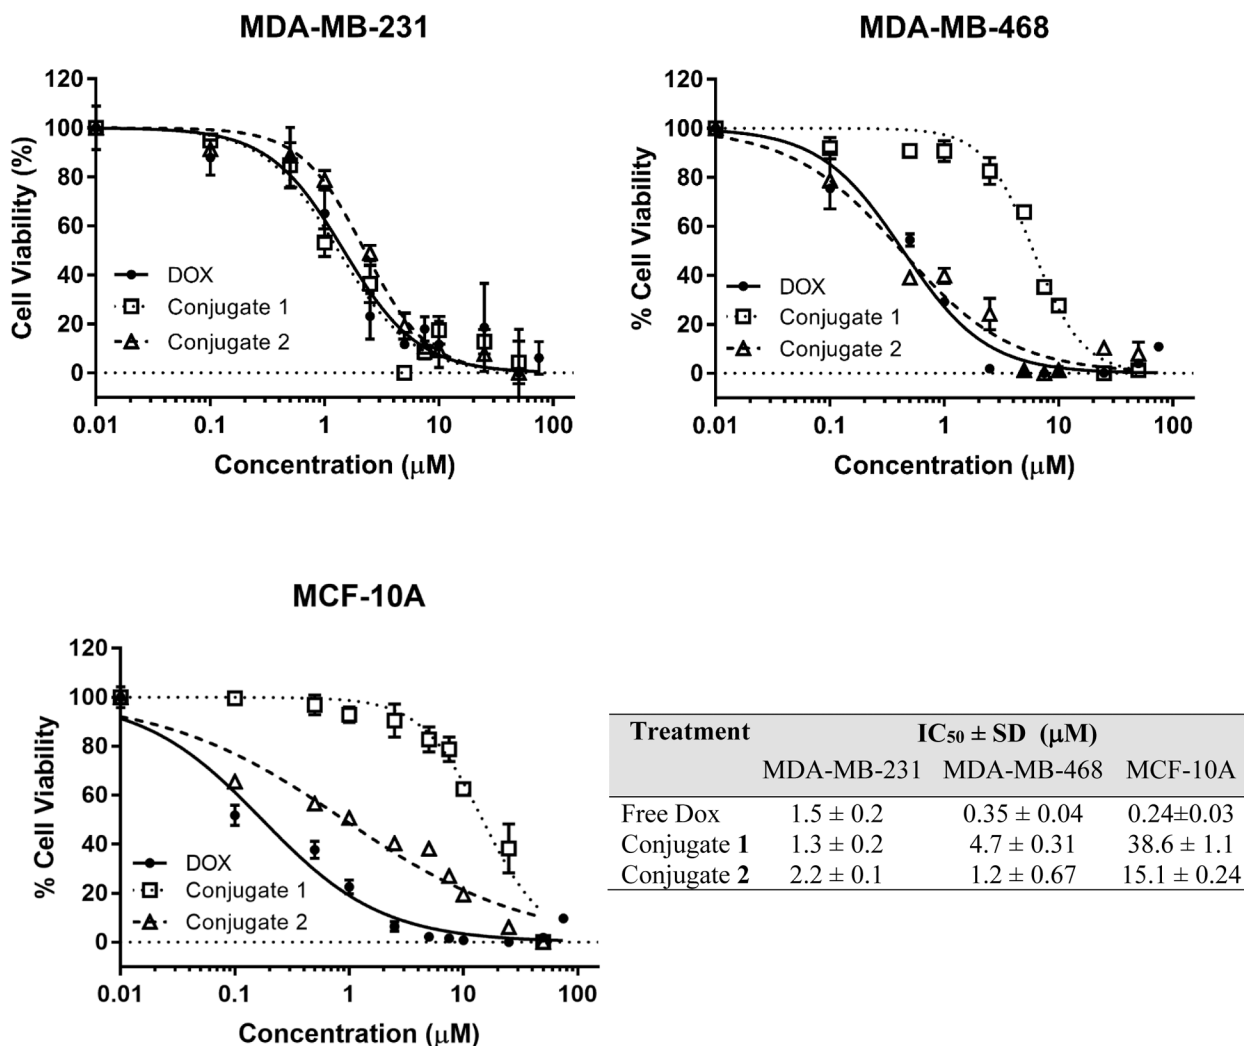 MDA-MB-231
120
100
80
60
40
20
0
Cell Viability (%)
DOX
Conjugate 1
Conjugate 2
0.01 0.1 1 10 100
Concentration (μM)
MDA-MB-468
120
100
80
60
40
20
0
% Cell Viability
DOX
Conjugate 1
Conjugate 2
0.01 0.1 1 10 100
Concentration (μM)
MCF-10A
120
100
80
60
40
20
0
% Cell Viability
DOX
Conjugate 1
Conjugate 2
0.01 0.1 1 10 100
Concentration (μM)
Treatment IC₅₀ ± SD (μM)
MDA-MB-231 MDA-MB-468 MCF-10A
Free Dox 1.5 ± 0.2 0.35 ± 0.04 0.24±0.03
Conjugate 1 1.3 ± 0.2 4.7 ± 0.31 38.6 ± 1.1
Conjugate 2 2.2 ± 0.1 1.2 ± 0.67 15.1 ± 0.24